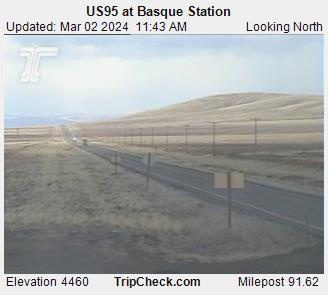 US95 at Basque Station
Updated: Mar 02 2024 11:43 AM Looking North
Elevation 4460 TripCheck.com Milepost 91.62